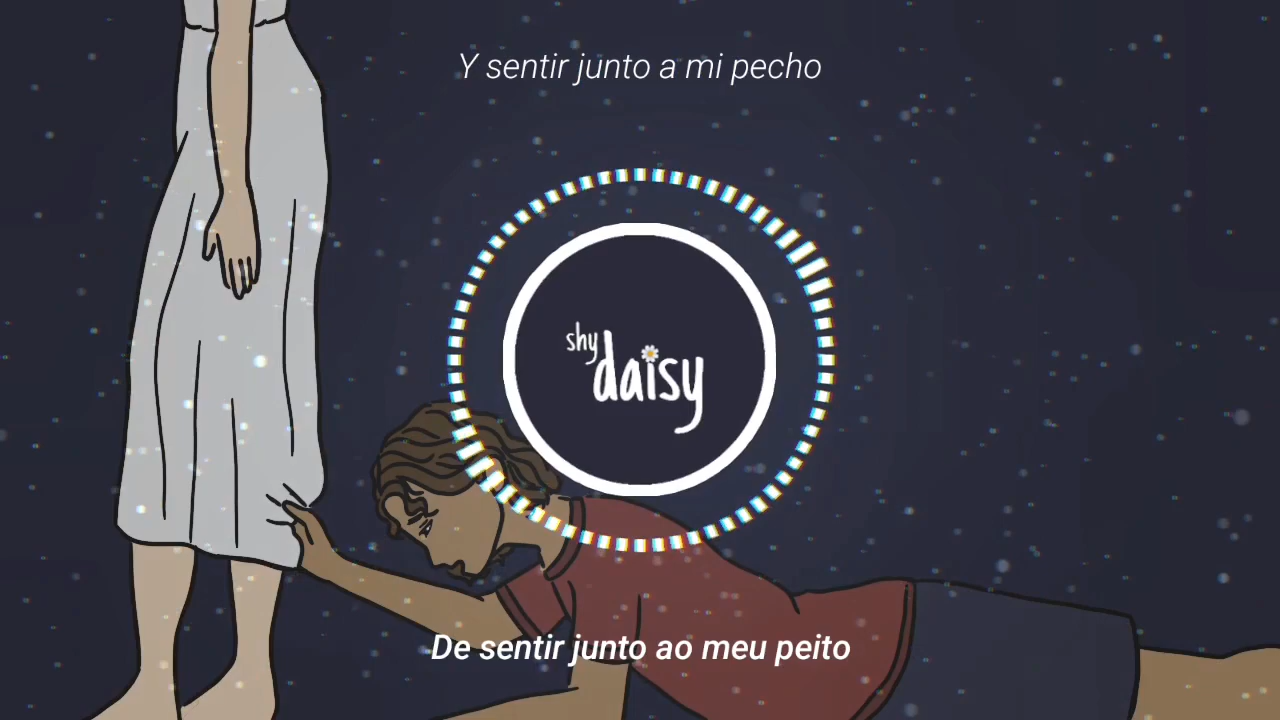 Y sentir junto a mi pecho
shy
daisy
De sentir junto ao meu peito